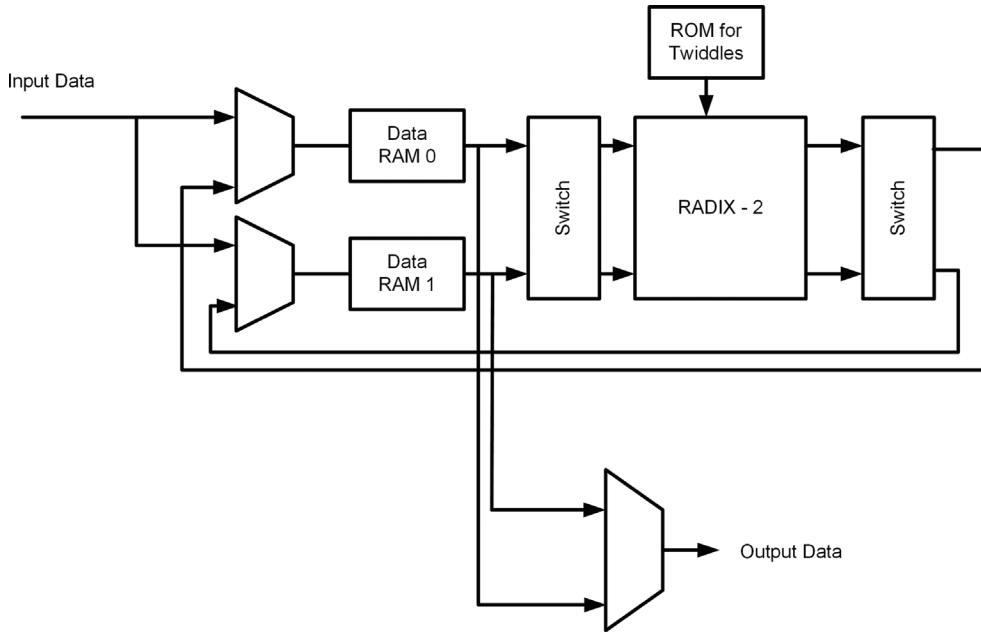 ROM for
Twiddles
Input Data
Data
RAM 0
Switch
RADIX - 2
Switch
Data
RAM 1
Output Data